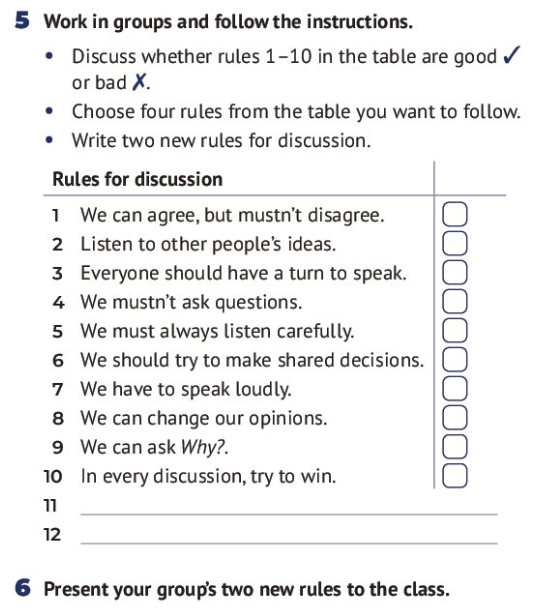 5 Work in groups and follow the instructions.
• Discuss whether rules 1–10 in the table are good ✓
or bad ✗.
• Choose four rules from the table you want to follow.
• Write two new rules for discussion.
Rules for discussion
1 We can agree, but mustn't disagree.
2 Listen to other people's ideas.
3 Everyone should have a turn to speak.
4 We mustn't ask questions.
5 We must always listen carefully.
6 We should try to make shared decisions.
7 We have to speak loudly.
8 We can change our opinions.
9 We can ask Why?.
10 In every discussion, try to win.
11
12
6 Present your group's two new rules to the class.